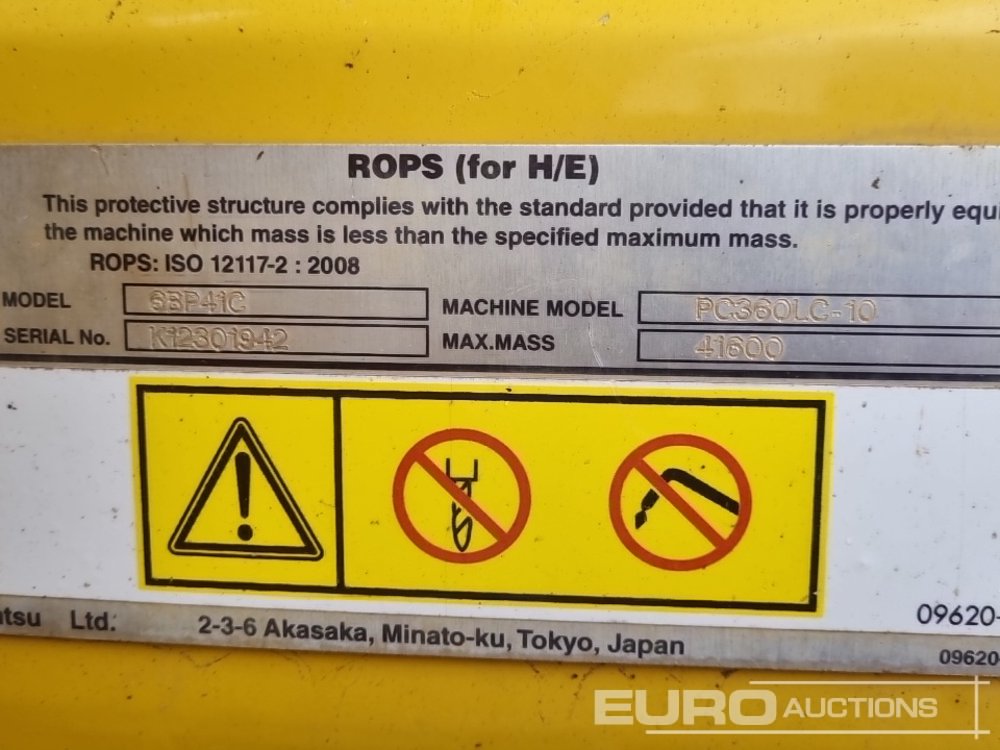 ROPS (for H/E)
This protective structure complies with the standard provided that it is properly equi
the machine which mass is less than the specified maximum mass.
ROPS: ISO 12117-2 : 2008
MODEL 6BP41C MACHINE MODEL PC360LC-10
SERIAL No. K12301942 MAX.MASS 41600
09620-
tsu Ltd. 2-3-6 Akasaka, Minato-ku, Tokyo, Japan
09620-
EURO AUCTIONS